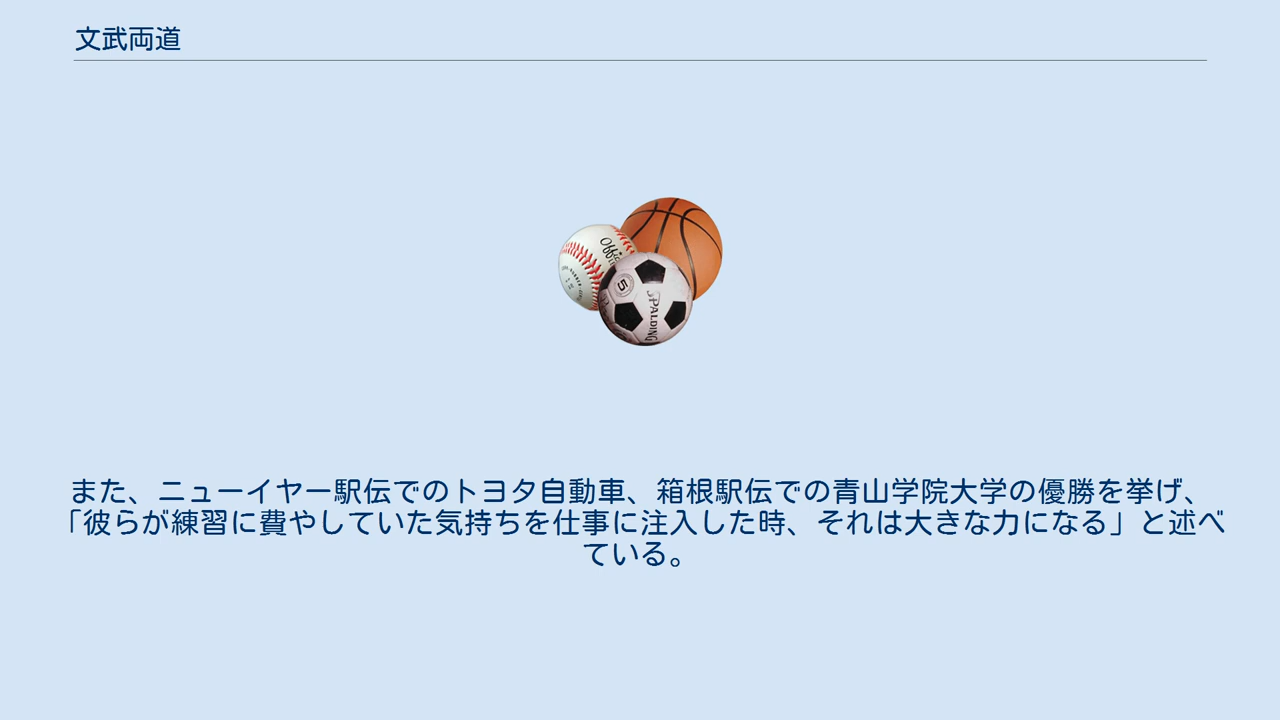 文武両道
Offic
5
SPALDING
また、ニューイヤー駅伝でのトヨタ自動車、箱根駅伝での青山学院大学の優勝を挙げ、
「彼らが練習に費やしていた気持ちを仕事に注入した時、それは大きな力になる」と述べ
ている。